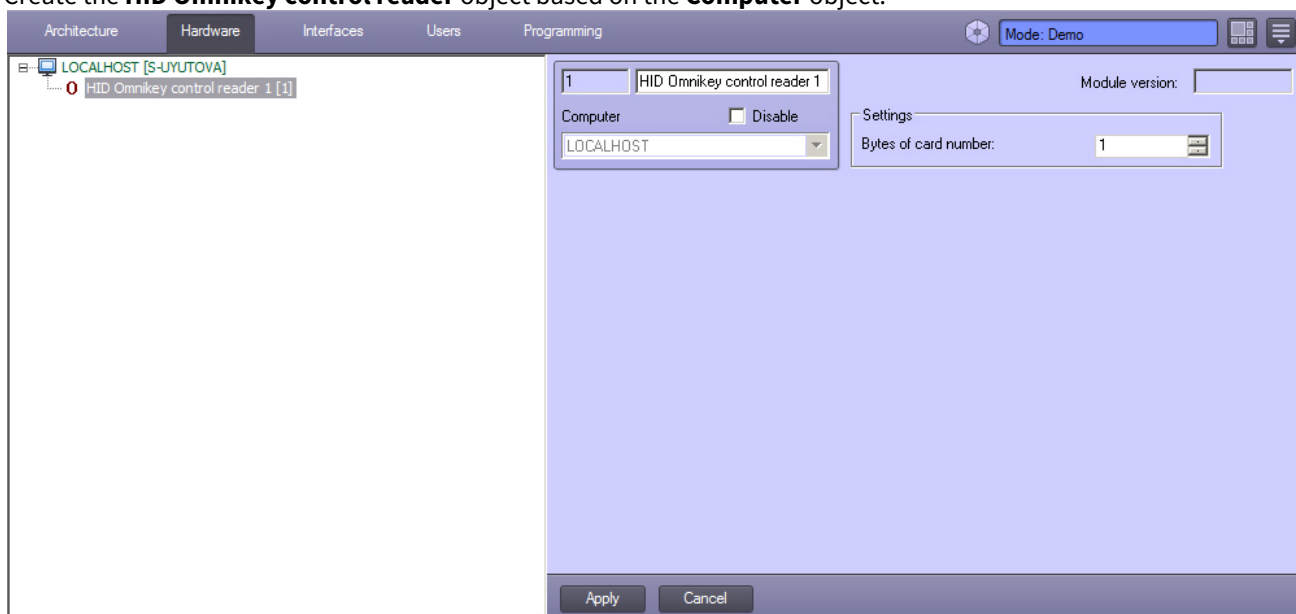 Create the HID Omnikey control reader object based on the Computer object.
Architecture Hardware Interfaces Users Programming Mode: Demo
LOCALHOST [S-UYUTOVA]
HID Omnikey control reader 1 [1]
1 HID Omnikey control reader 1 Module version:
Computer Disable Settings
LOCALHOST Bytes of card number: 1
Apply Cancel